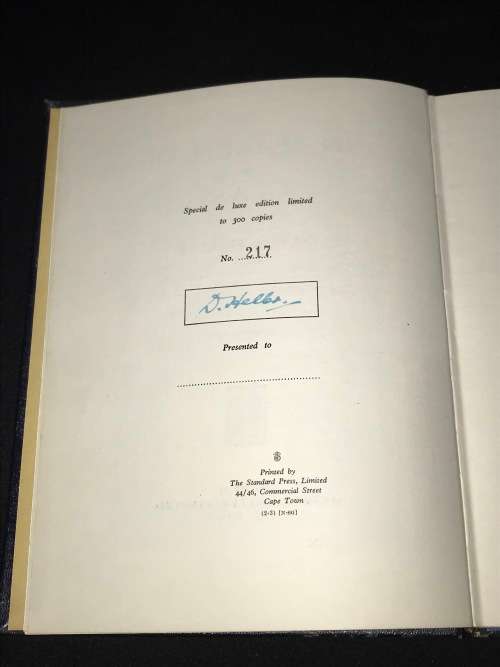 Special de luxe edition limited
to 300 copies
No. ...217...
D. Helbr.
Presented to
Printed by
The Standard Press, Limited
44/46, Commercial Street
Cape Town